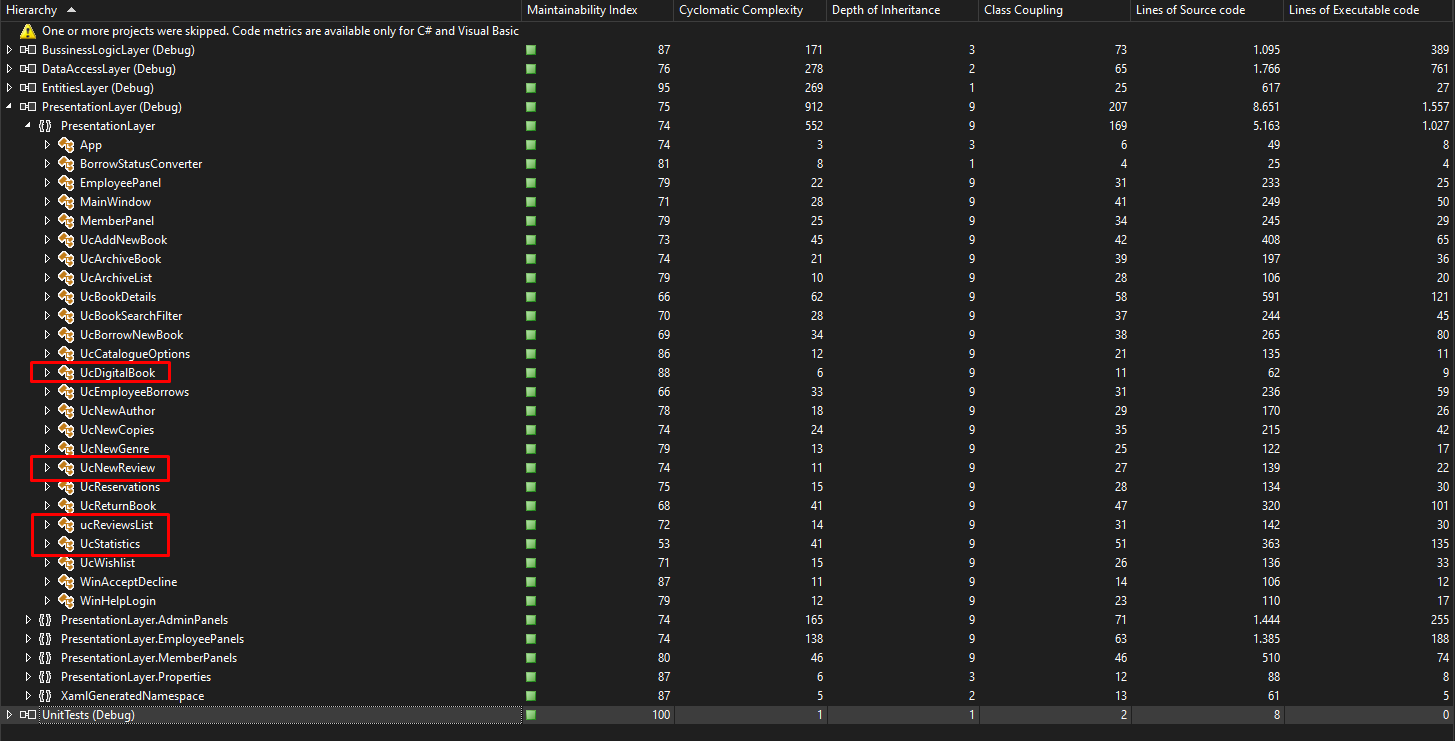 Hierarchy Maintainability Index Cyclomatic Complexity Depth of Inheritance Class Coupling Lines of Source code Lines of Executable code
One or more projects were skipped. Code metrics are available only for C# and Visual Basic
BussinessLogicLayer (Debug) 87 171 3 73 1.095 389
DataAccessLayer (Debug) 76 278 2 65 1.766 761
EntitiesLayer (Debug) 95 269 1 25 617 27
PresentationLayer (Debug) 75 912 9 207 8.651 1.557
PresentationLayer 74 552 9 169 5.163 1.027
App 74 3 3 6 49 8
BorrowStatusConverter 81 8 1 4 25 4
EmployeePanel 79 22 9 31 233 25
MainWindow 71 28 9 41 249 50
MemberPanel 79 25 9 34 245 29
UcAddNewBook 73 45 9 42 408 65
UcArchiveBook 74 21 9 39 197 36
UcArchiveList 79 10 9 28 106 20
UcBookDetails 66 62 9 58 591 121
UcBookSearchFilter 70 28 9 37 244 45
UcBorrowNewBook 69 34 9 38 265 80
UcCatalogueOptions 86 12 9 21 135 11
UcDigitalBook 88 6 9 11 62 9
UcEmployeeBorrows 66 33 9 31 236 59
UcNewAuthor 78 18 9 29 170 26
UcNewCopies 74 24 9 35 215 42
UcNewGenre 79 13 9 25 122 17
UcNewReview 74 11 9 27 139 22
UcReservations 75 15 9 28 134 30
UcReturnBook 68 41 9 47 320 101
ucReviewsList 72 14 9 31 142 30
UcStatistics 53 41 9 51 363 135
UcWishlist 71 15 9 26 136 33
WinAcceptDecline 87 11 9 14 106 12
WinHelpLogin 79 12 9 23 110 17
PresentationLayer.AdminPanels 74 165 9 71 1.444 255
PresentationLayer.EmployeePanels 74 138 9 63 1.385 188
PresentationLayer.MemberPanels 80 46 9 46 510 74
PresentationLayer.Properties 87 6 3 12 88 8
XamlGeneratedNamespace 87 5 2 13 61 5
UnitTests (Debug) 100 1 1 2 8 0